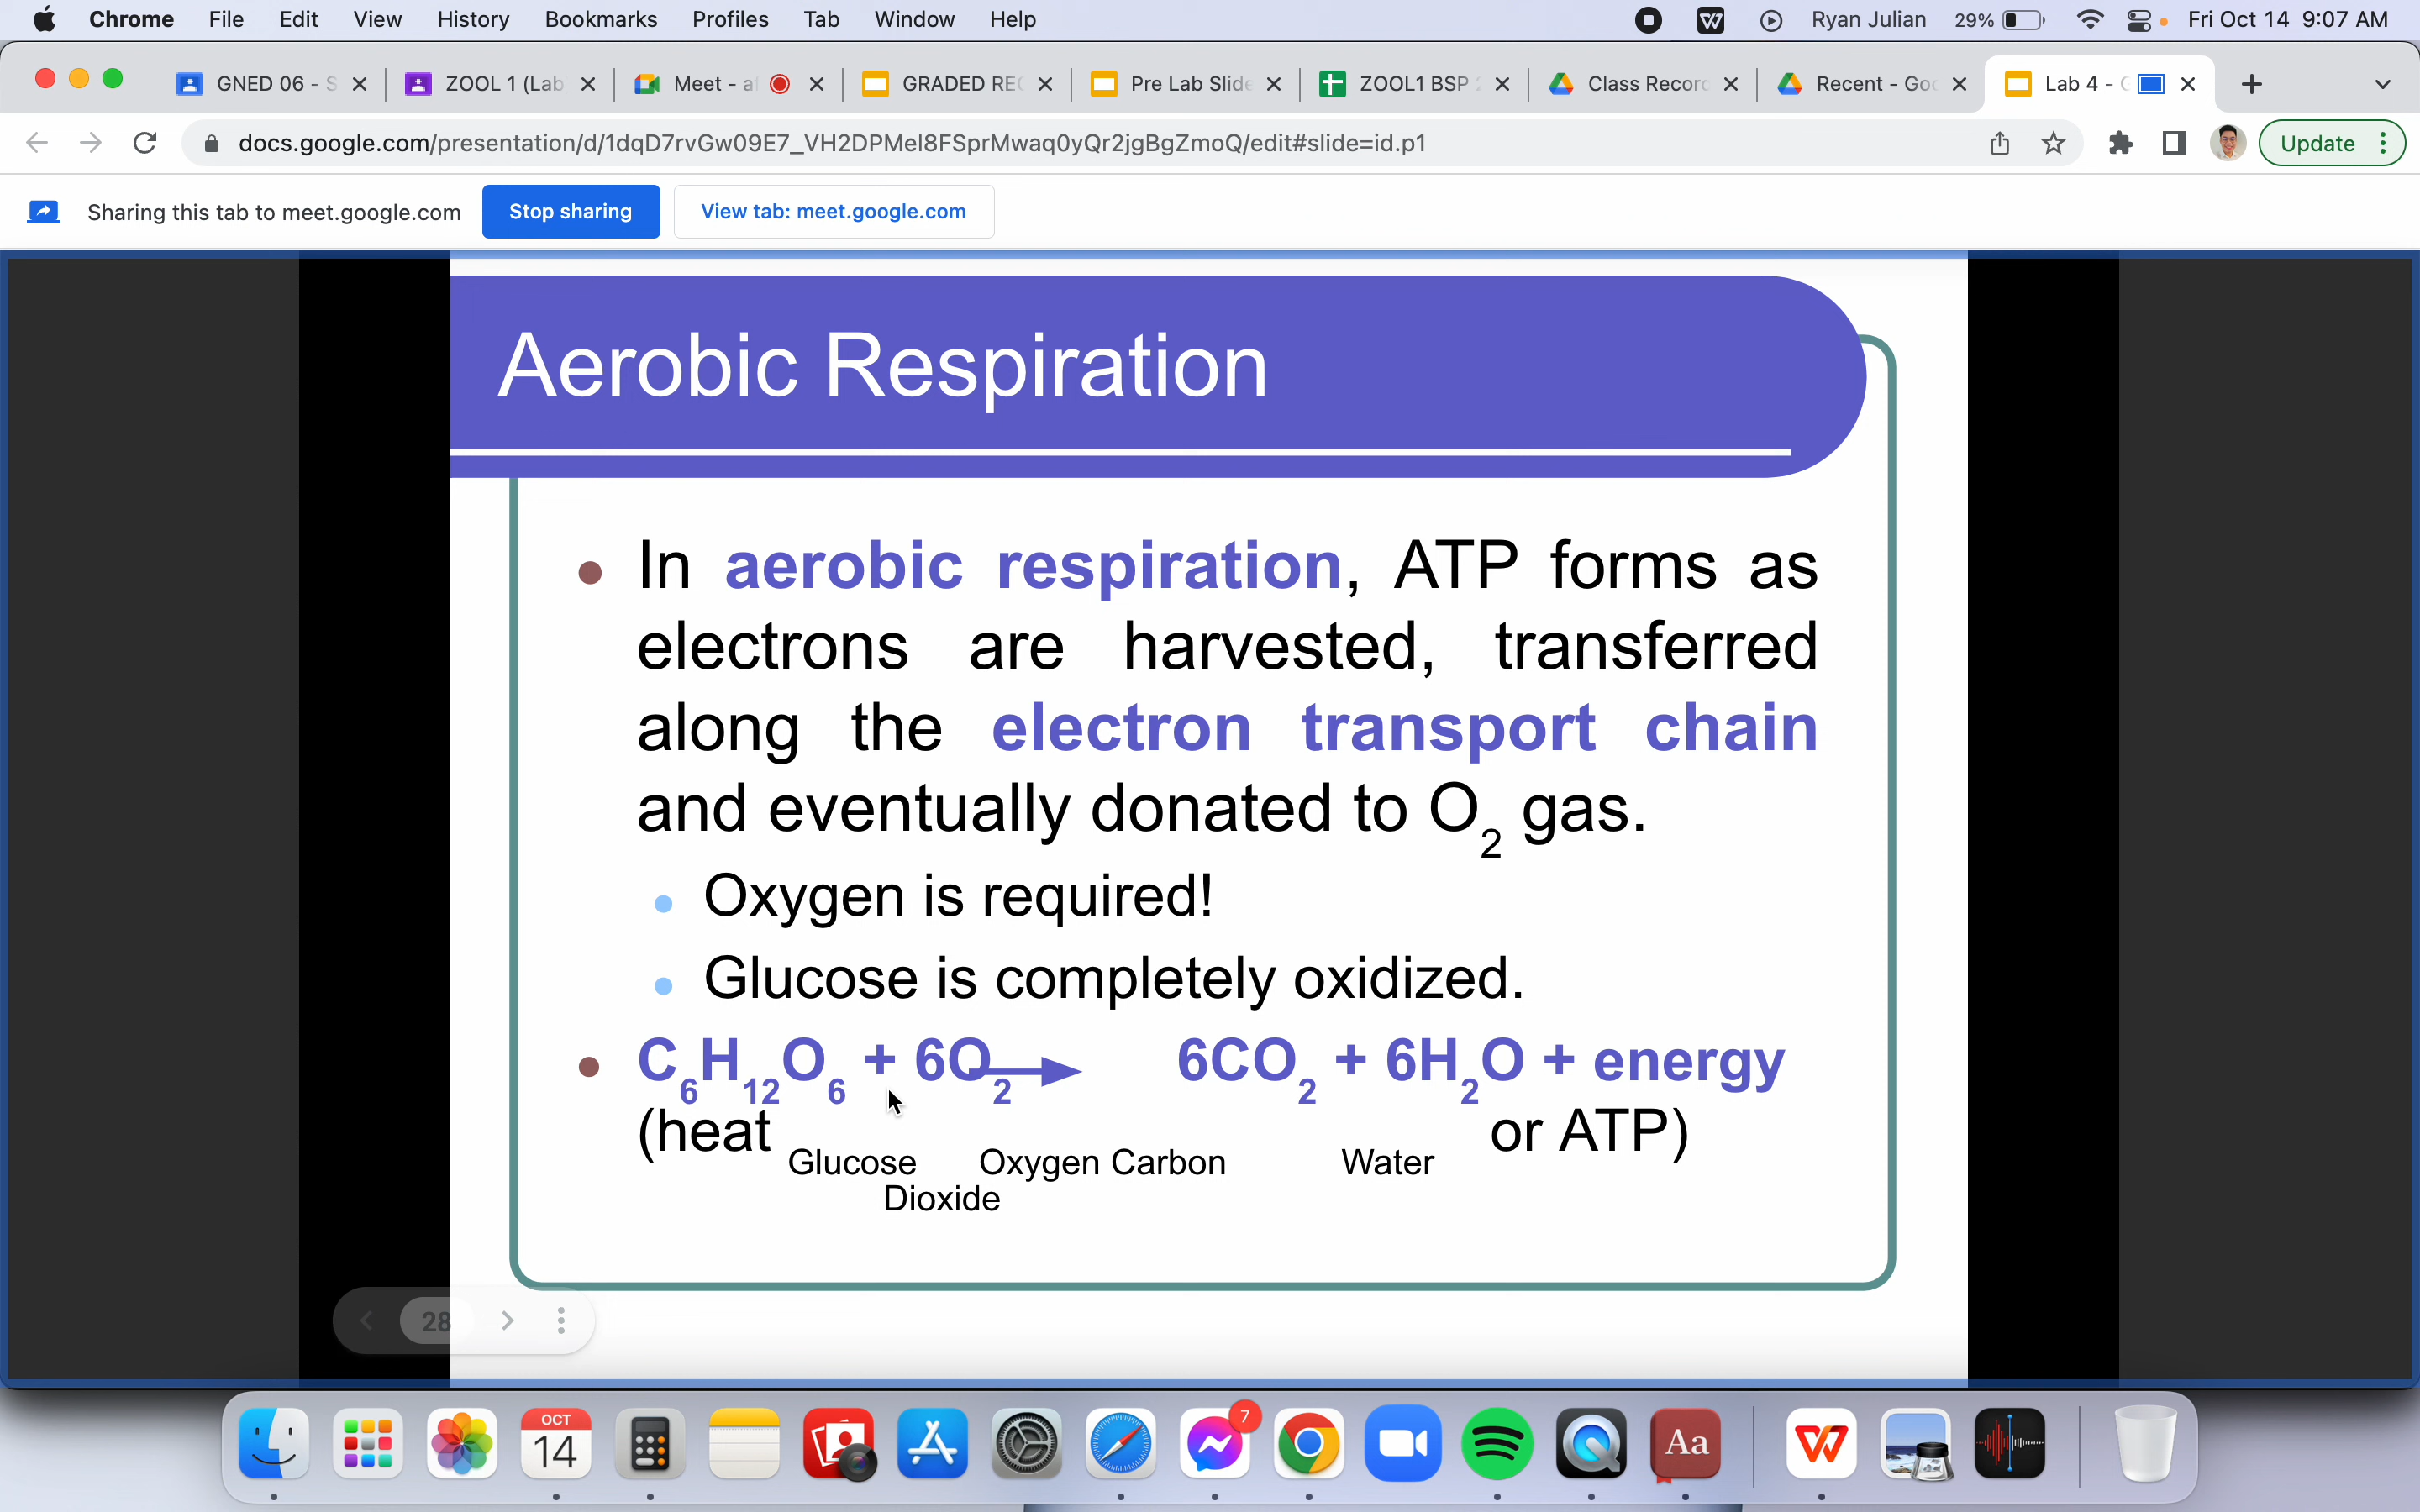 Chrome File Edit View History Bookmarks Profiles Tab Window Help Ryan Julian 29% Fri Oct 14 9:07 AM
GNED 06 - S ZOOL 1 (Lab Meet - a GRADED REC Pre Lab Slide ZOOL1 BSP Class Record Recent - Goo Lab 4 -
docs.google.com/presentation/d/1dqD7rvGw09E7_VH2DPMel8FSprMwaq0yQr2jgBgZmoQ/edit#slide=id.p1 Update
Sharing this tab to meet.google.com Stop sharing View tab: meet.google.com
Aerobic Respiration
• In aerobic respiration, ATP forms as
electrons are harvested, transferred
along the electron transport chain
and eventually donated to O₂ gas.
• Oxygen is required!
• Glucose is completely oxidized.
• C₆H₁₂O₆ + 6O₂ → 6CO₂ + 6H₂O + energy
(heat or ATP)
Glucose Oxygen Carbon Water
Dioxide
28
7
OCT
14
Aa